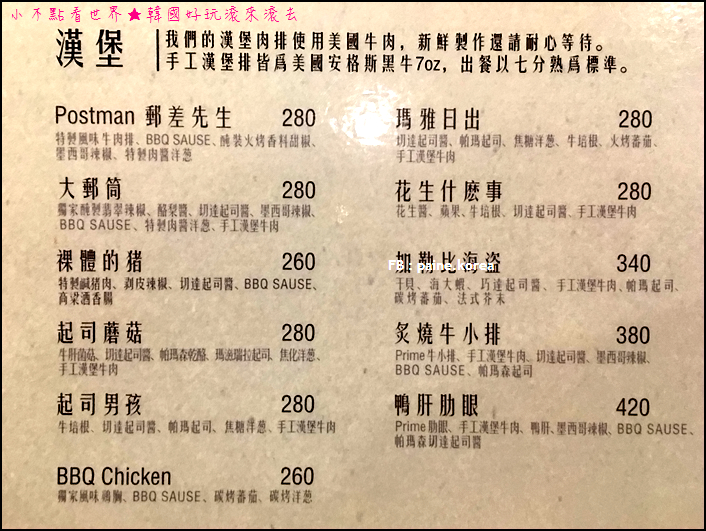 小不點看世界★韓國好玩滾來滾去
漢堡
我們的漢堡肉排使用美國牛肉，新鮮製作還請耐心等待。
手工漢堡排皆為美國安格斯黑牛7oz，出餐以七分熟為標準。
Postman 郵差先生 280
特製風味牛肉排、BBQ SAUSE、醃裝火烤香料甜椒、
墨西哥辣椒、特製肉醬洋蔥
大郵筒 280
獨家醃製翡翠辣椒、酪梨醬、切達起司醬、墨西哥辣椒、
BBQ SAUSE、特製肉醬洋蔥、手工漢堡牛肉
裸體的豬 260
特製鹹豬肉、剝皮辣椒、切達起司醬、BBQ SAUSE、
高梁酒香腸
起司蘑菇 280
牛肝菌菇、切達起司醬、帕瑪森乾酪、瑪滋瑞拉起司、焦化洋蔥、
手工漢堡牛肉
起司男孩 280
牛培根、切達起司醬、帕瑪起司、焦糖洋蔥、手工漢堡牛肉
BBQ Chicken 260
獨家風味雞胸、BBQ SAUSE、碳烤蕃茄、碳烤洋蔥
瑪雅日出 280
切達起司醬、帕瑪起司、焦糖洋蔥、牛培根、火烤蕃茄、
手工漢堡牛肉
花生什麼事 280
花生醬、蘋果、牛培根、切達起司醬、手工漢堡牛肉
加勒比海盜 340
FB: paine.korea
干貝、海大蝦、巧達起司醬、手工漢堡牛肉、帕瑪起司、
碳烤蕃茄、法式芥末
炙燒牛小排 380
Prime牛小排、手工漢堡牛肉、切達起司醬、墨西哥辣椒、
BBQ SAUSE、帕瑪森起司
鴨肝肋眼 420
Prime肋眼、手工漢堡牛肉、鴨肝、墨西哥辣椒、BBQ SAUSE、
帕瑪森切達起司醬